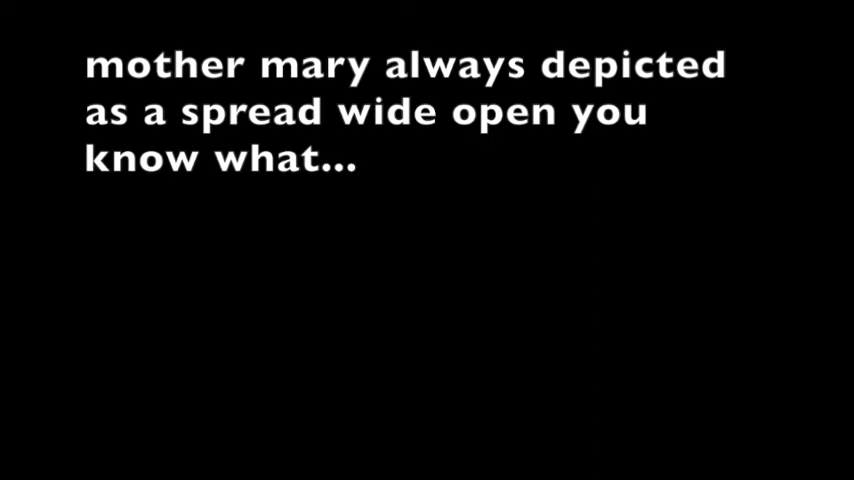 mother mary always depicted
as a spread wide open you
know what...